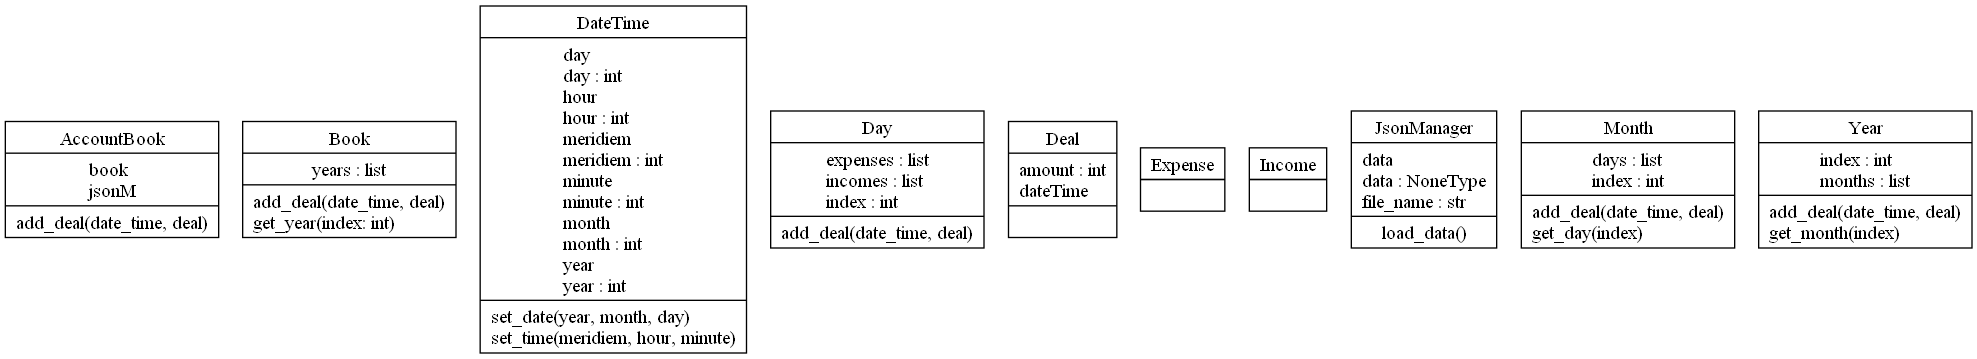 AccountBook
book
jsonM
add_deal(date_time, deal)
Book
years : list
add_deal(date_time, deal)
get_year(index: int)
DateTime
day
day : int
hour
hour : int
meridiem
meridiem : int
minute
minute : int
month
month : int
year
year : int
set_date(year, month, day)
set_time(meridiem, hour, minute)
Day
expenses : list
incomes : list
index : int
add_deal(date_time, deal)
Deal
amount : int
dateTime
Expense
Income
JsonManager
data
data : NoneType
file_name : str
load_data()
Month
days : list
index : int
add_deal(date_time, deal)
get_day(index)
Year
index : int
months : list
add_deal(date_time, deal)
get_month(index)